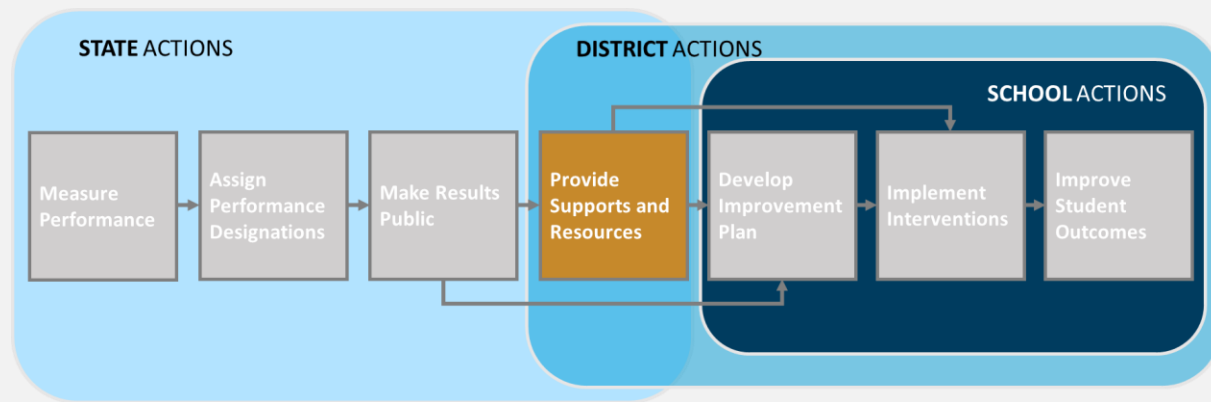 STATE ACTIONS
DISTRICT ACTIONS
SCHOOL ACTIONS
Measure
Performance
Assign
Performance
Designations
Make Results
Public
Provide
Supports and
Resources
Develop
Improvement
Plan
Implement
Interventions
Improve
Student
Outcomes